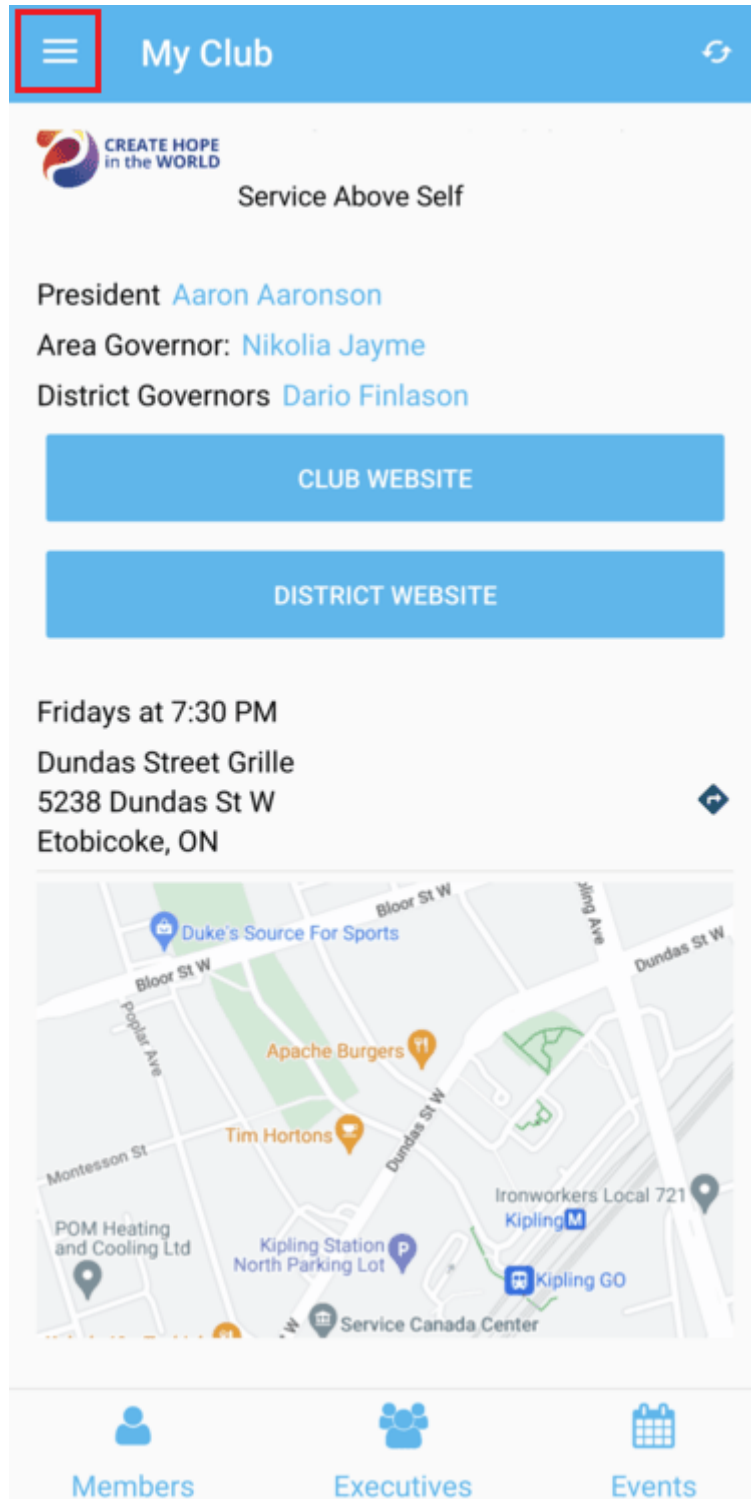 My Club
CREATE HOPE
in the WORLD
Service Above Self
President Aaron Aaronson
Area Governor: Nikolia Jayme
District Governors Dario Finlason
CLUB WEBSITE
DISTRICT WEBSITE
Fridays at 7:30 PM
Dundas Street Grille
5238 Dundas St W
Etobicoke, ON
Bloor St W
Duke's Source For Sports
Dundas St W
Bloor St W
Poplar Ave
Apache Burgers
Tim Hortons
Dundas St W
Montesson St
Ironworkers Local 721
Kipling M
POM Heating
and Cooling Ltd
Kipling Station
North Parking Lot
P
Kipling GO
Service Canada Center
Members
Executives
Events